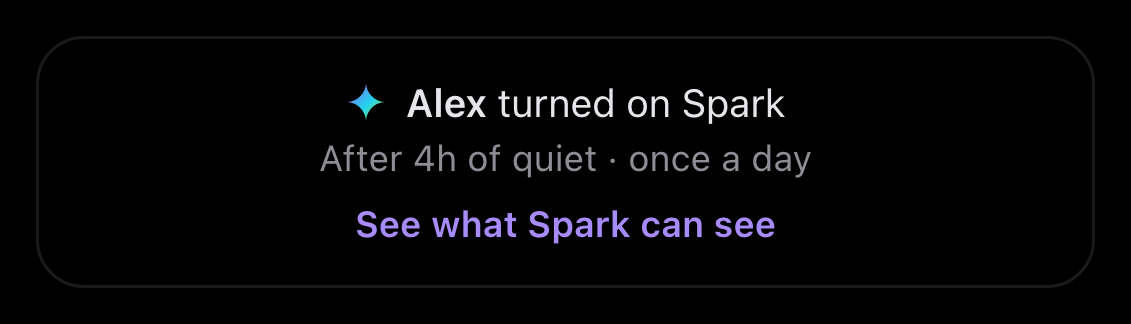 Alex turned on Spark
After 4h of quiet · once a day
See what Spark can see